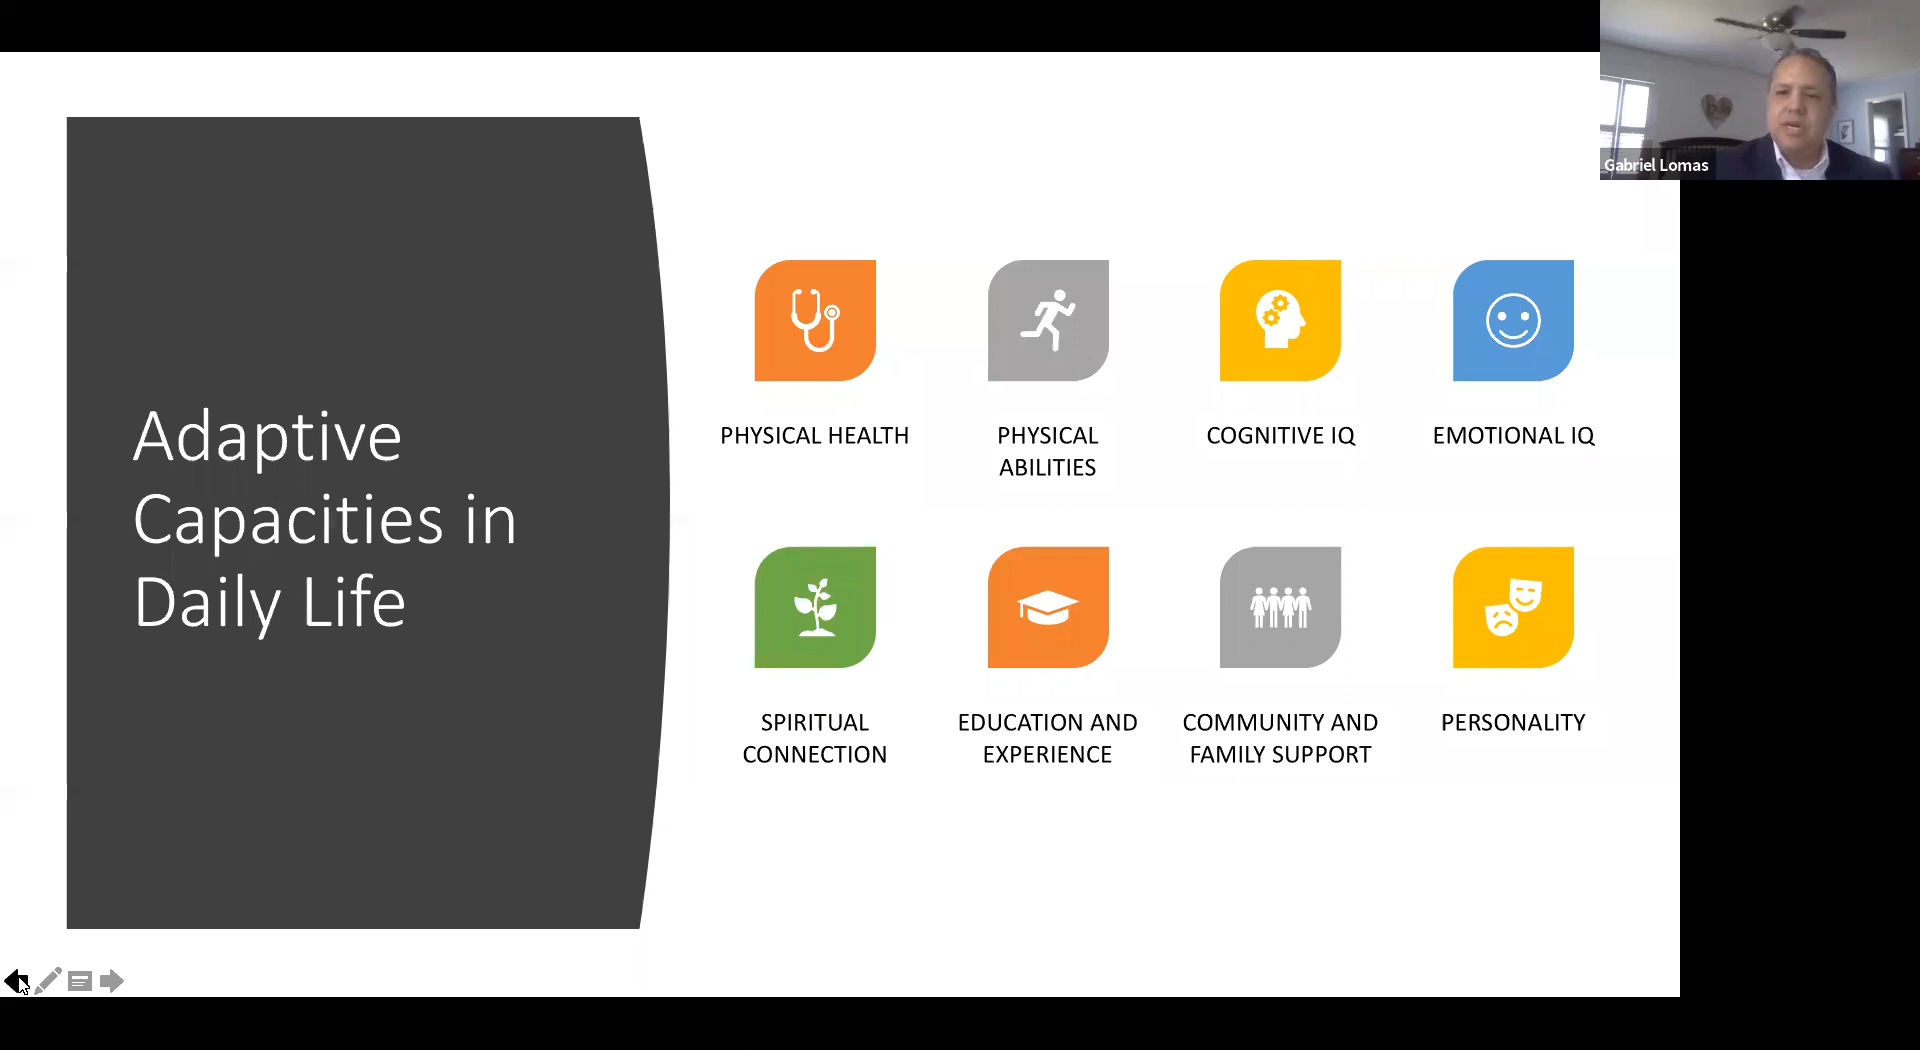 Gabriel Lomas
Adaptive
Capacities in
Daily Life
PHYSICAL HEALTH
PHYSICAL
ABILITIES
COGNITIVE IQ
EMOTIONAL IQ
SPIRITUAL
CONNECTION
EDUCATION AND
EXPERIENCE
COMMUNITY AND
FAMILY SUPPORT
PERSONALITY